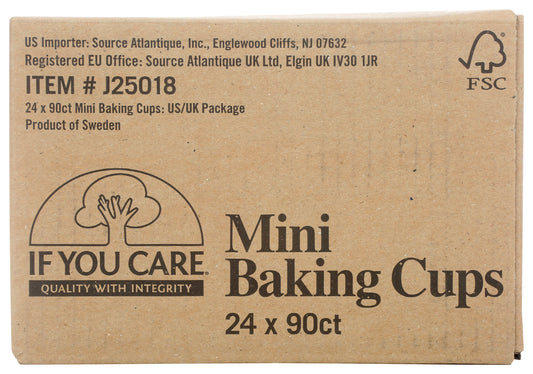 US Importer: Source Atlantique, Inc., Englewood Cliffs, NJ 07632
Registered EU Office: Source Atlantique UK Ltd, Elgin UK IV30 1JR
ITEM # J25018
24 x 90ct Mini Baking Cups: US/UK Package
Product of Sweden
FSC
IF YOU CARE®
QUALITY WITH INTEGRITY
Mini
Baking Cups
24 x 90ct